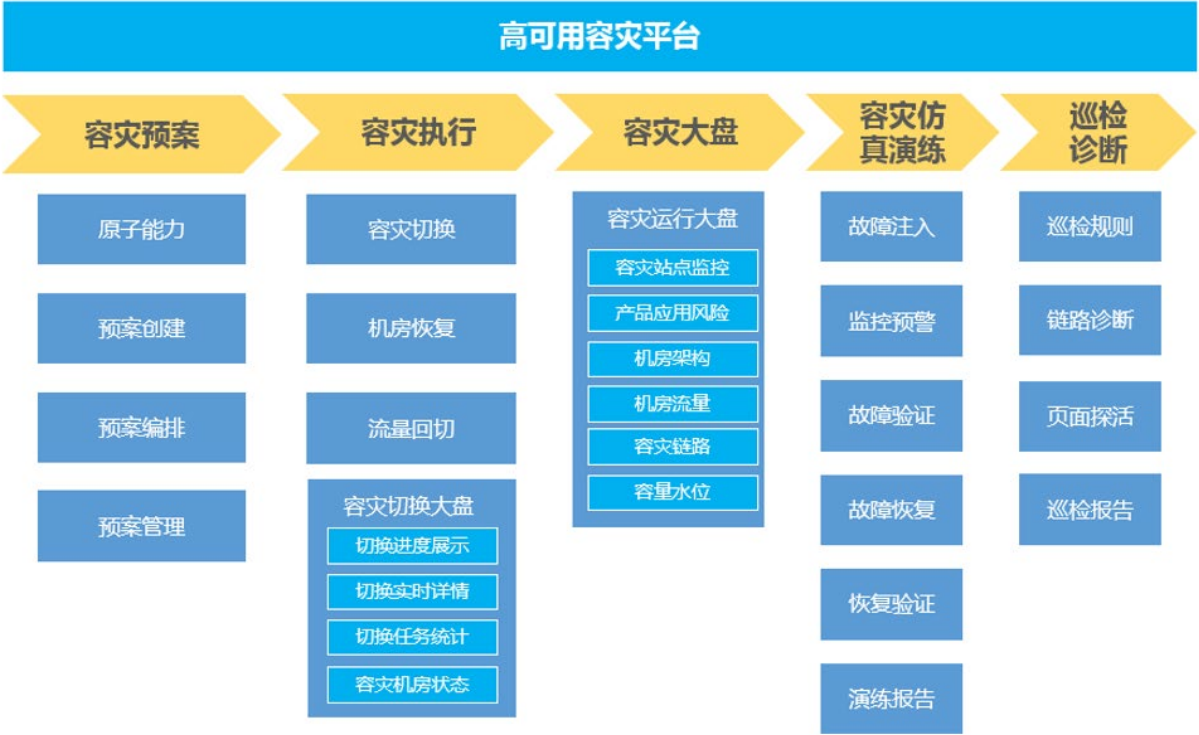 高可用容灾平台
容灾预案
原子能力
预案创建
预案编排
预案管理
容灾执行
容灾切换
机房恢复
流量回切
容灾切换大盘
切换进度展示
切换实时详情
切换任务统计
容灾机房状态
容灾大盘
容灾运行大盘
容灾站点监控
产品应用风险
机房架构
机房流量
容灾链路
容量水位
容灾仿
真演练
故障注入
监控预警
故障验证
故障恢复
恢复验证
演练报告
巡检
诊断
巡检规则
链路诊断
页面探活
巡检报告